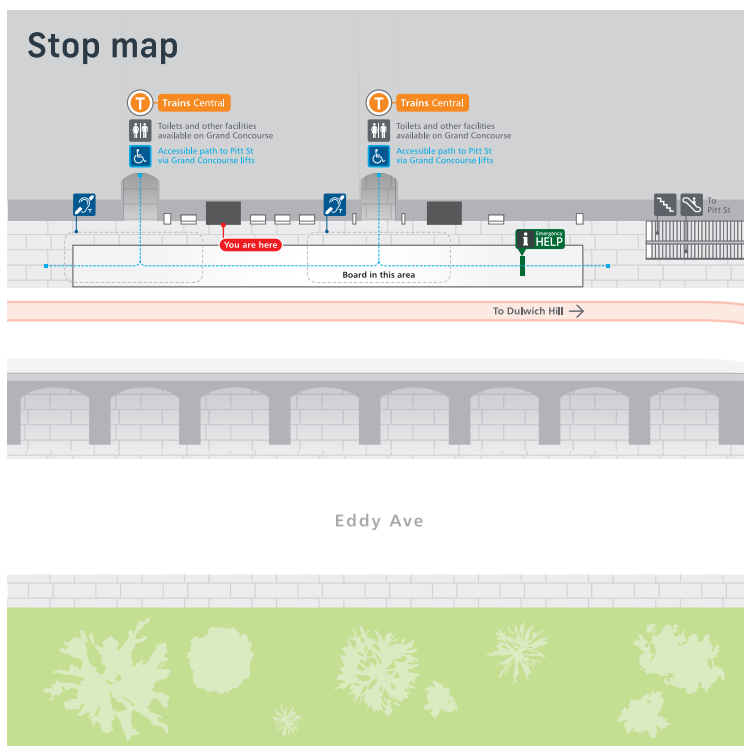 Stop map
T Trains Central
Toilets and other facilities
available on Grand Concourse
Accessible path to Pitt St
via Grand Concourse lifts
T Trains Central
Toilets and other facilities
available on Grand Concourse
Accessible path to Pitt St
via Grand Concourse lifts
T
T
To
Pitt St
You are here
i Emergency
HELP
Board in this area
To Dulwich Hill →
Eddy Ave